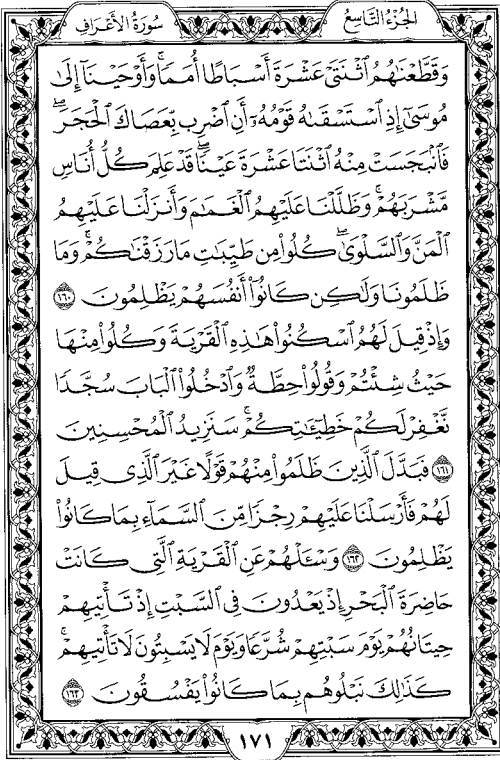 الجُزْءُ التَّاسِعُ
سُورَةُ الأَعْرَافِ
وَقَطَّعْنَٰهُمُ ٱثْنَتَىْ عَشْرَةَ أَسْبَاطًا أُمَمًا ۚ وَأَوْحَيْنَآ إِلَىٰ
مُوسَىٰٓ إِذِ ٱسْتَسْقَىٰهُ قَوْمُهُۥٓ أَنِ ٱضْرِب بِّعَصَاكَ ٱلْحَجَرَ ۖ
فَٱنۢبَجَسَتْ مِنْهُ ٱثْنَتَا عَشْرَةَ عَيْنًا ۖ قَدْ عَلِمَ كُلُّ أُنَاسٍ
مَّشْرَبَهُمْ ۚ وَظَلَّلْنَا عَلَيْهِمُ ٱلْغَمَٰمَ وَأَنزَلْنَا عَلَيْهِمُ
ٱلْمَنَّ وَٱلسَّلْوَىٰ ۖ كُلُوا۟ مِن طَيِّبَٰتِ مَا رَزَقْنَٰكُمْ ۚ وَمَا
ظَلَمُونَا وَلَٰكِن كَانُوٓا۟ أَنفُسَهُمْ يَظْلِمُونَ ١٦٠
وَإِذْ قِيلَ لَهُمُ ٱسْكُنُوا۟ هَٰذِهِ ٱلْقَرْيَةَ وَكُلُوا۟ مِنْهَا
حَيْثُ شِئْتُمْ وَقُولُوا۟ حِطَّةٌ وَٱدْخُلُوا۟ ٱلْبَابَ سُجَّدًا
نَّغْفِرْ لَكُمْ خَطِيٓـَٰٔتِكُمْ ۚ سَنَزِيدُ ٱلْمُحْسِنِينَ
١٦١ فَبَدَّلَ ٱلَّذِينَ ظَلَمُوا۟ مِنْهُمْ قَوْلًا غَيْرَ ٱلَّذِى قِيلَ
لَهُمْ فَأَرْسَلْنَا عَلَيْهِمْ رِجْزًا مِّنَ ٱلسَّمَآءِ بِمَا كَانُوا۟
يَظْلِمُونَ ١٦٢ وَسْـَٔلْهُمْ عَنِ ٱلْقَرْيَةِ ٱلَّتِى كَانَتْ
حَاضِرَةَ ٱلْبَحْرِ إِذْ يَعْدُونَ فِى ٱلسَّبْتِ إِذْ تَأْتِيهِمْ
حِيتَانُهُمْ يَوْمَ سَبْتِهِمْ شُرَّعًا وَيَوْمَ لَا يَسْبِتُونَ لَا تَأْتِيهِمْ ۚ
كَذَٰلِكَ نَبْلُوهُم بِمَا كَانُوا۟ يَفْسُقُونَ ١٦٣
١٧١